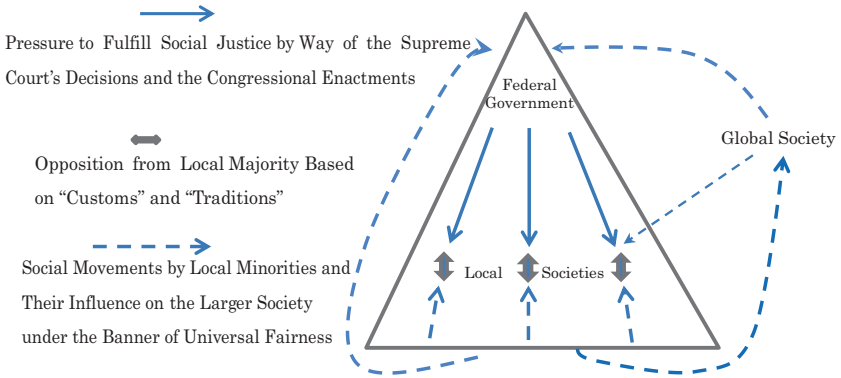 Pressure to Fulfill Social Justice by Way of the Supreme
Court's Decisions and the Congressional Enactments
Opposition from Local Majority Based
on “Customs” and “Traditions”
Social Movements by Local Minorities and
Their Influence on the Larger Society
under the Banner of Universal Fairness
Federal
Government
Global Society
Local Societies